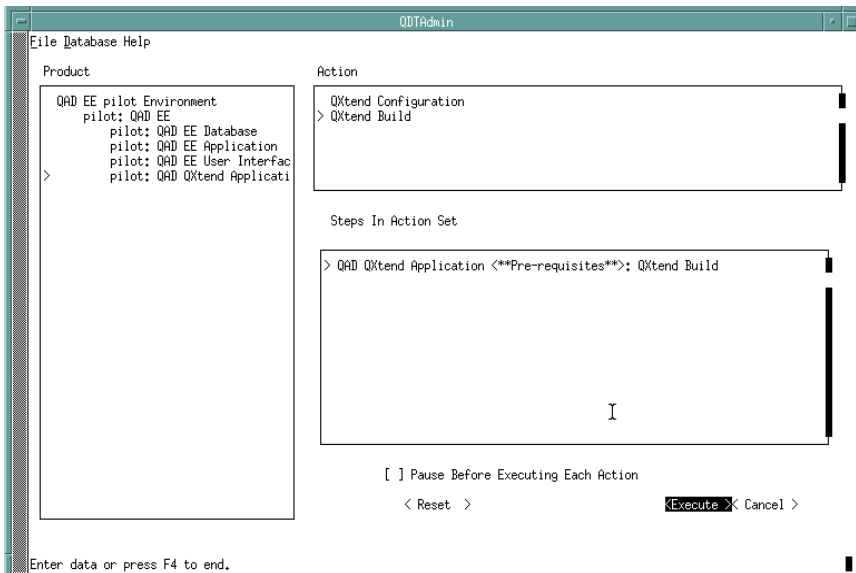 QDTAdmin
File Database Help
Product
QAD EE pilot Environment
pilot: QAD EE
pilot: QAD EE Database
pilot: QAD EE Application
pilot: QAD EE User Interfac
> pilot: QAD QXtend Applicati
Action
QXtend Configuration
> QXtend Build
Steps In Action Set
> QAD QXtend Application <**Pre-requisites**>: QXtend Build
[ ] Pause Before Executing Each Action
< Reset > <Execute >< Cancel >
Enter data or press F4 to end.